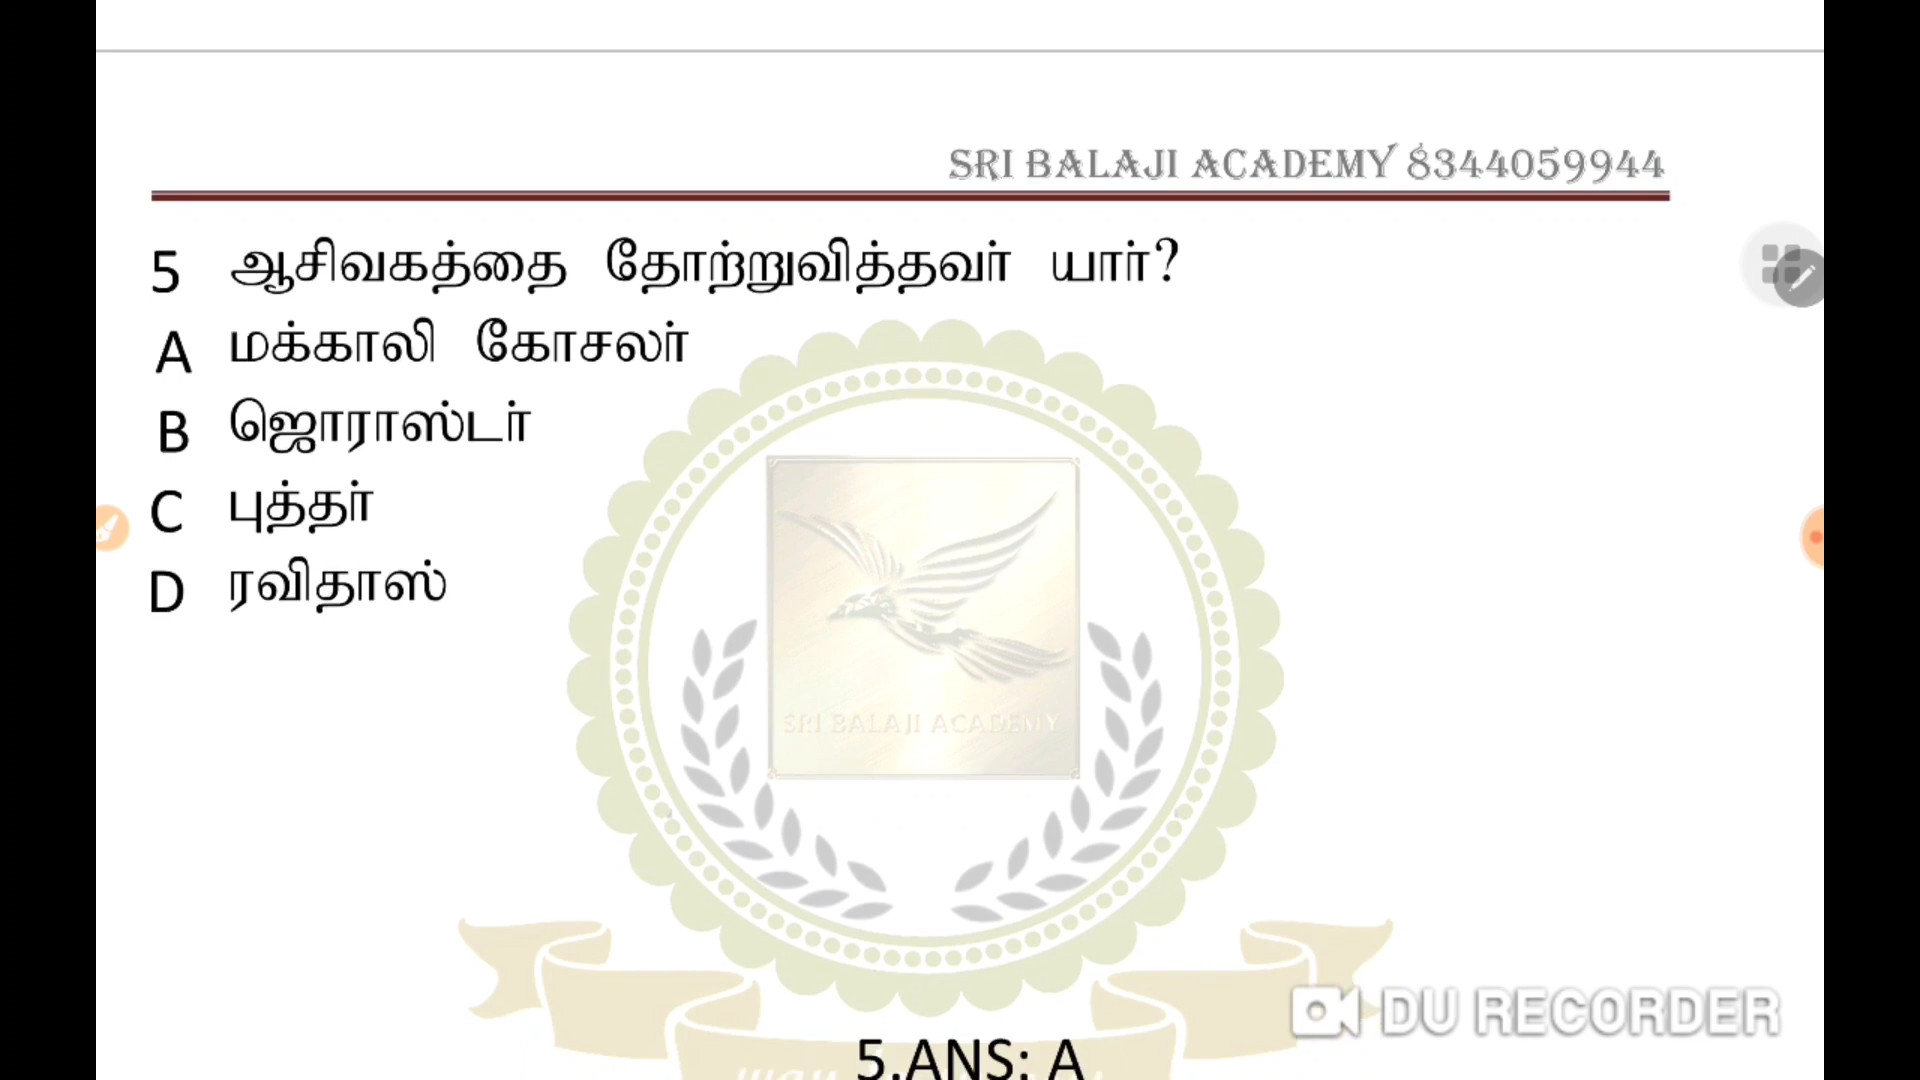 SRI BALAJI ACADEMY 8344059944
5 ஆசிவகத்தை தோற்றுவித்தவர் யார்?
A மக்காலி கோசலர்
B ஜொராஸ்டர்
C புத்தர்
D ரவிதாஸ்
SRI BALAJI ACADEMY
DU RECORDER
5.ANS: A